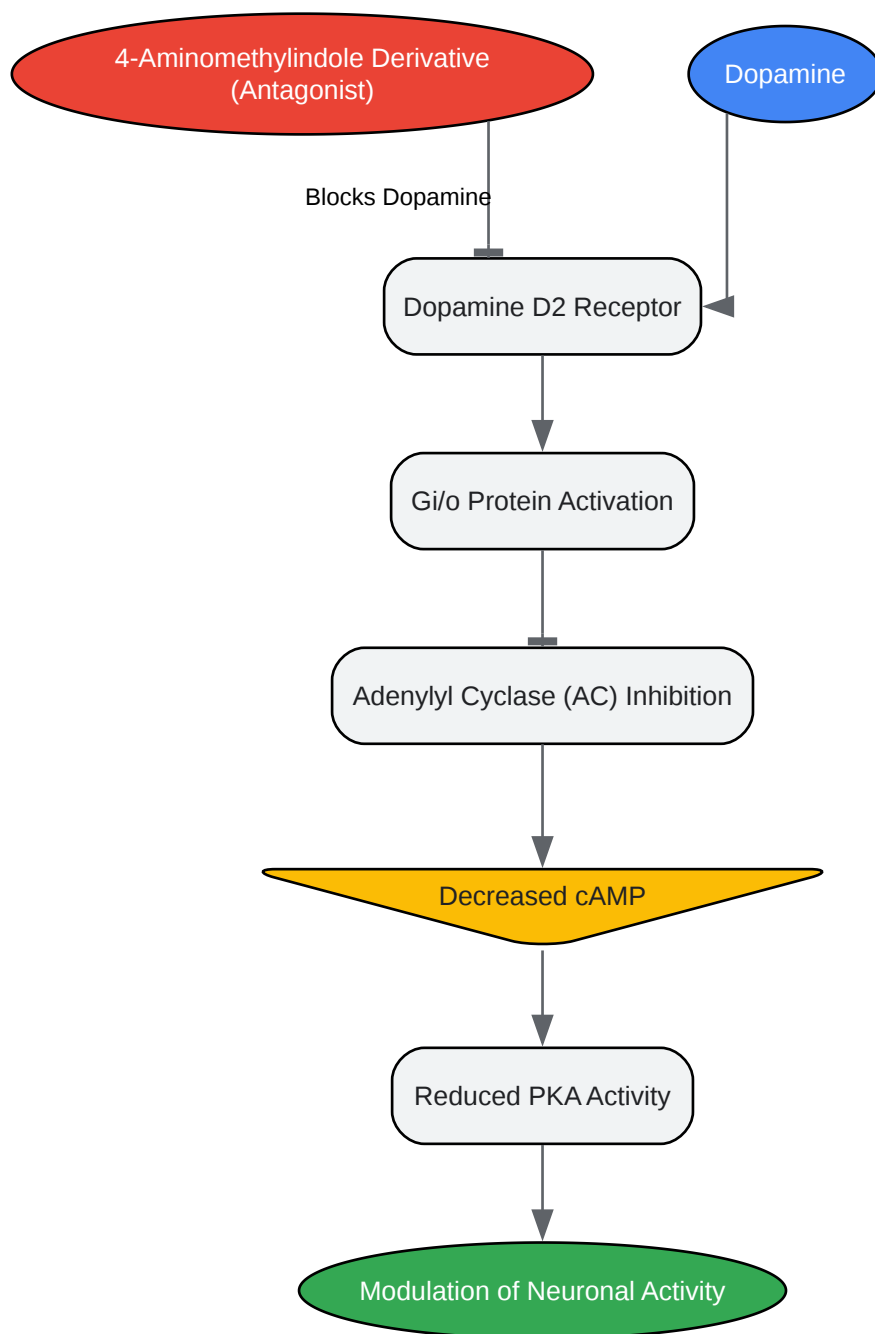 4-Aminomethylindole Derivative
(Antagonist)
Dopamine
Blocks Dopamine
Dopamine D2 Receptor
Gi/o Protein Activation
Adenylyl Cyclase (AC) Inhibition
Decreased cAMP
Reduced PKA Activity
Modulation of Neuronal Activity